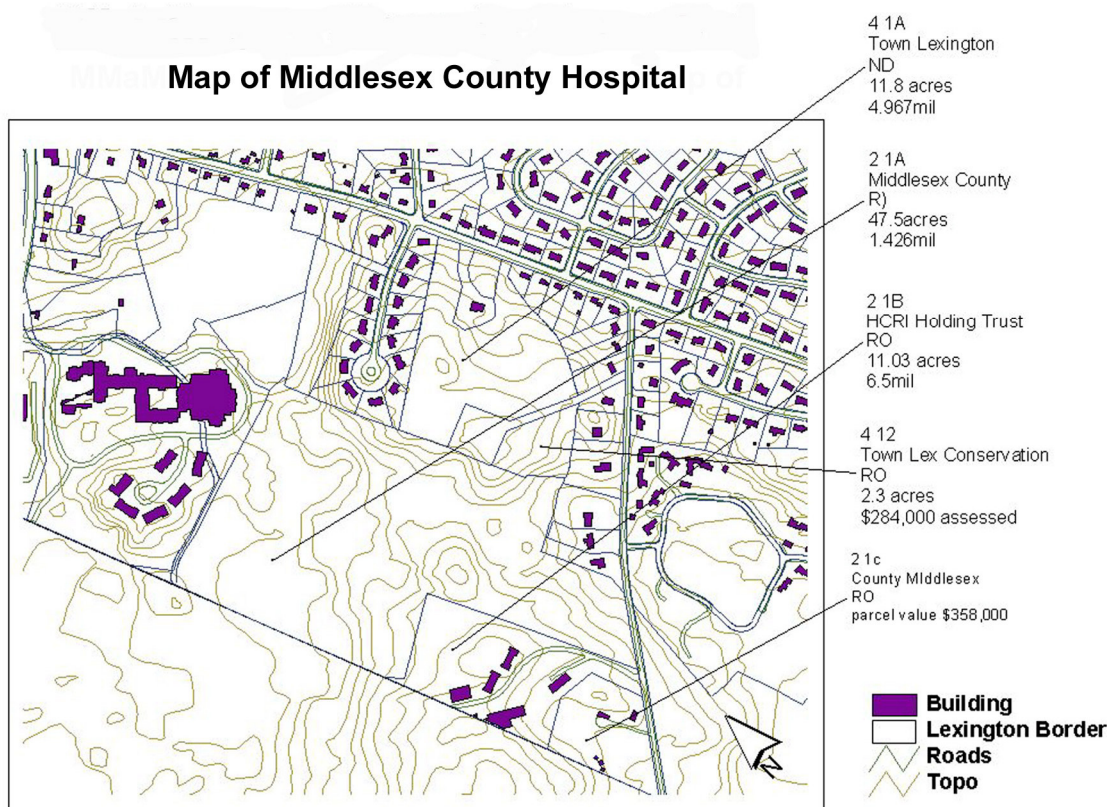 Map of Middlesex County Hospital
4 1A
Town Lexington
ND
11.8 acres
4.967mil
2 1A
Middlesex County
R)
47.5acres
1.426mil
2 1B
HCRI Holding Trust
RO
11.03 acres
6.5mil
4 12
Town Lex Conservation
RO
2.3 acres
$284,000 assessed
2 1c
County MIddlesex
RO
parcel value $358,000
N
Building
Lexington Border
Roads
Topo